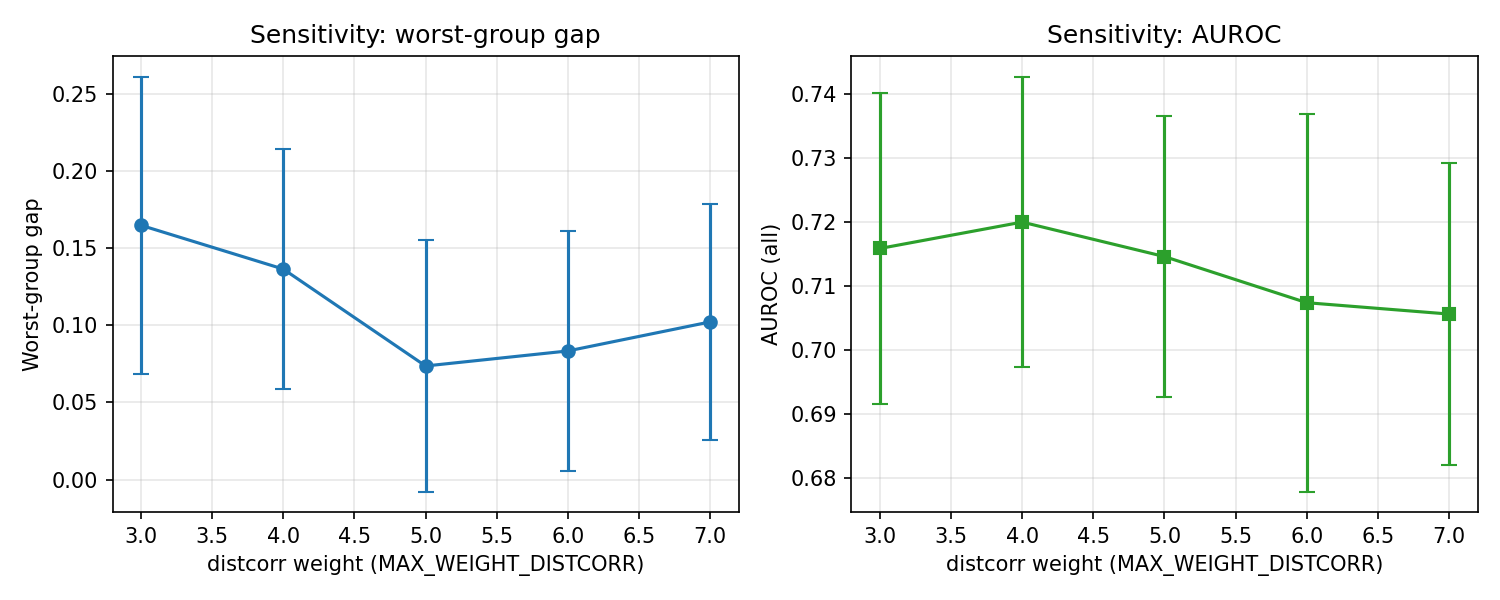 Sensitivity: worst-group gap
Worst-group gap
0.25
0.20
0.15
0.10
0.05
0.00
3.0 3.5 4.0 4.5 5.0 5.5 6.0 6.5 7.0
distcorr weight (MAX_WEIGHT_DISTCORR)
Sensitivity: AUROC
AUROC (all)
0.74
0.73
0.72
0.71
0.70
0.69
0.68
3.0 3.5 4.0 4.5 5.0 5.5 6.0 6.5 7.0
distcorr weight (MAX_WEIGHT_DISTCORR)